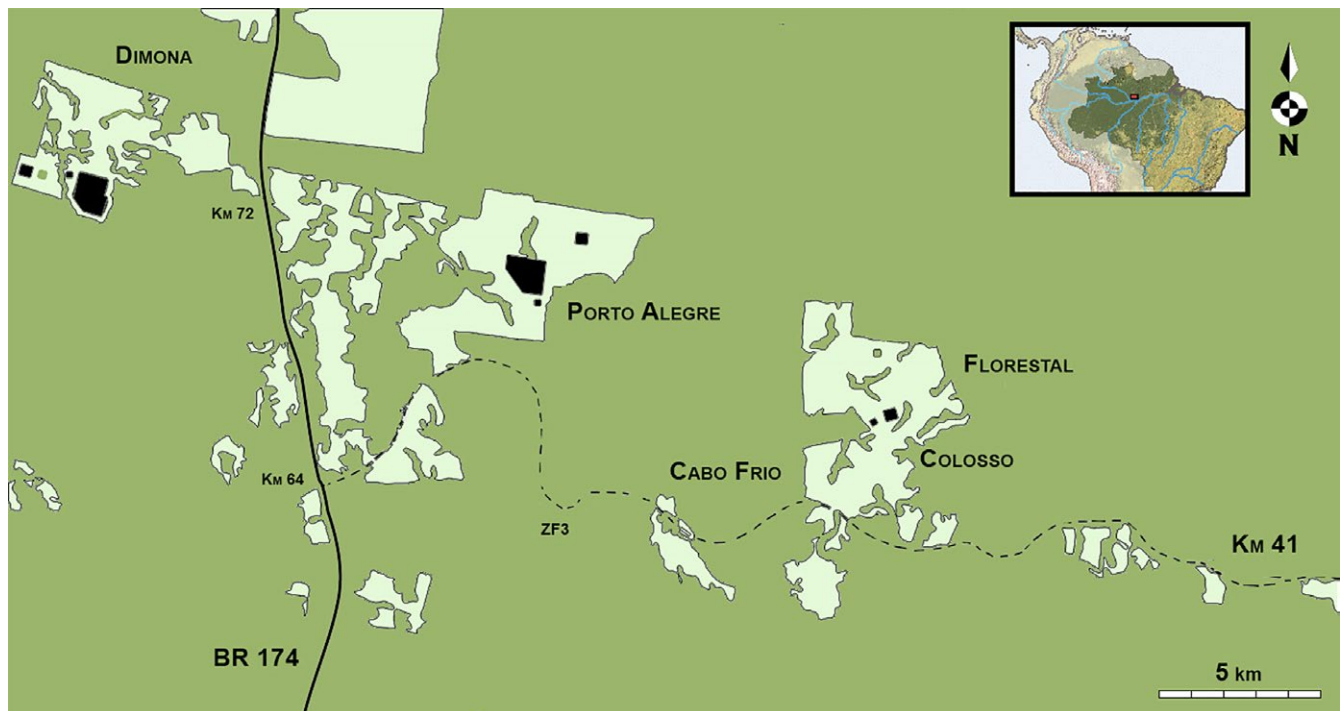 DIMONA
N
KM 72
PORTO ALEGRE
FLORESTAL
COLOSSO
CABO FRIO
KM 64
ZF3
KM 41
BR 174
5 KM